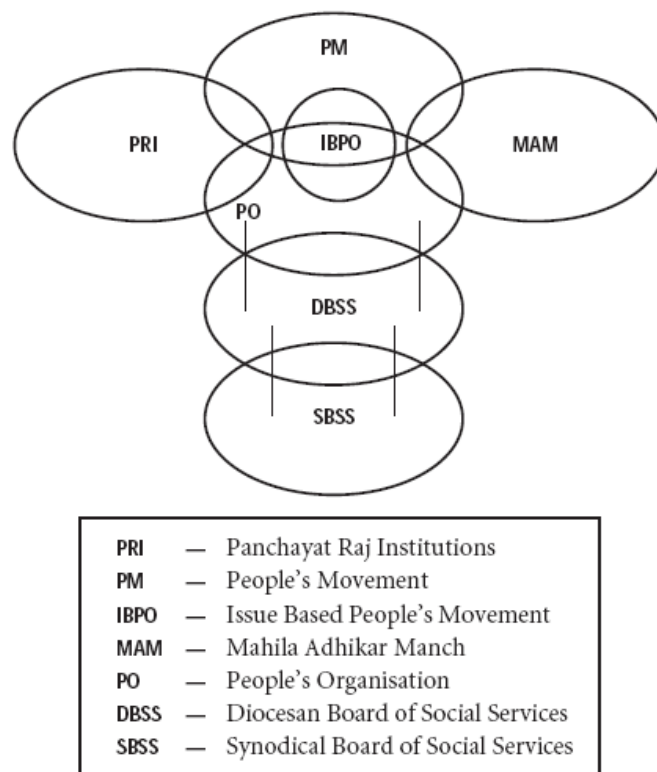 PM
PRI
IBPO
MAM
PO
DBSS
SBSS
PRI — Panchayat Raj Institutions
PM — People's Movement
IBPO — Issue Based People's Movement
MAM — Mahila Adhikar Manch
PO — People's Organisation
DBSS — Diocesan Board of Social Services
SBSS — Synodical Board of Social Services